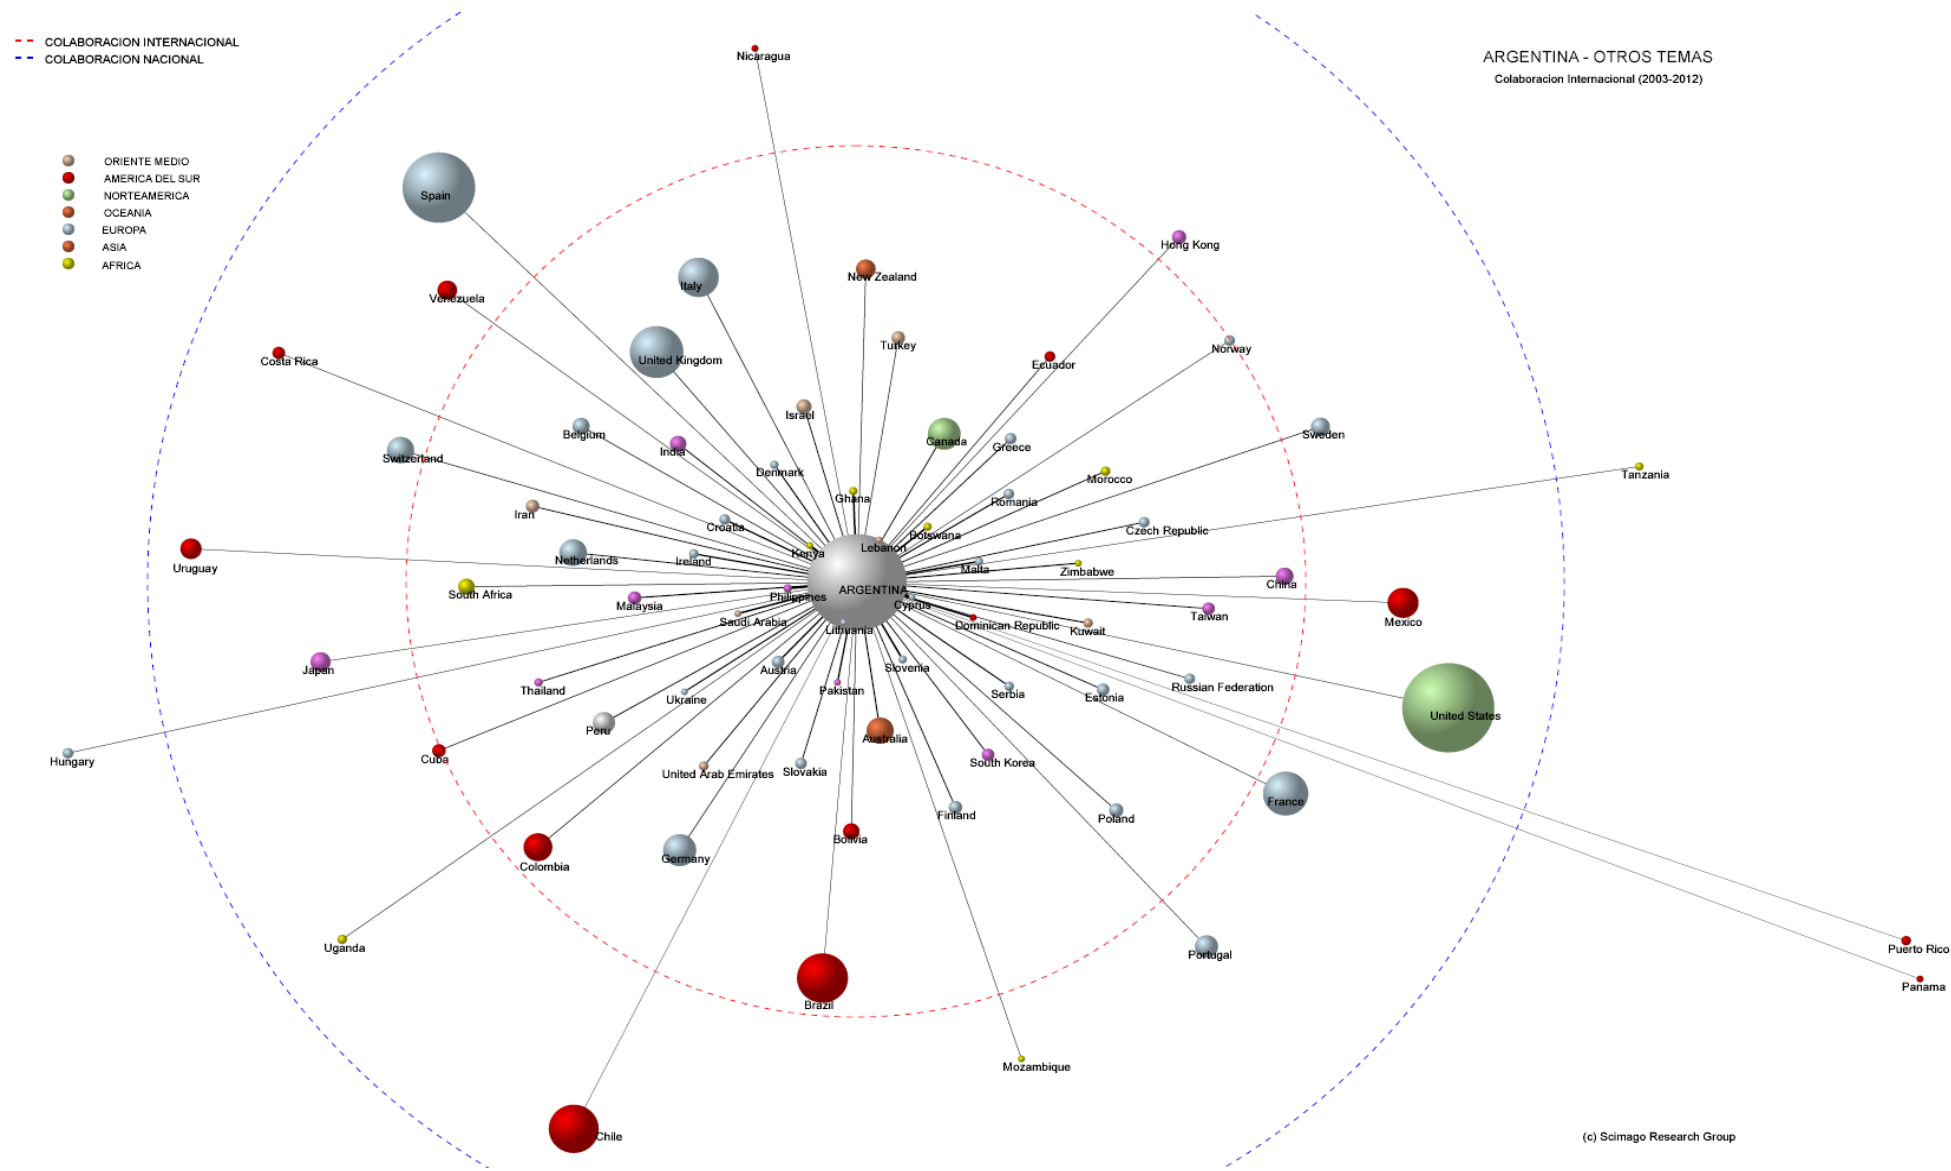 COLABORACION INTERNACIONAL
COLABORACION NACIONAL
ARGENTINA - OTROS TEMAS
Colaboracion Internacional (2003-2012)
ORIENTE MEDIO
AMERICA DEL SUR
NORTEAMERICA
OCEANIA
EUROPA
ASIA
AFRICA
Nicaragua
Spain
Hong Kong
New Zealand
Italy
Venezuela
Turkey
Norway
United Kingdom
Costa Rica
Ecuador
Israel
Belgium
Sweden
Canada
Greece
India
Switzerland
Denmark
Tanzania
Morocco
Ghana
Romania
Iran
Croatia
Czech Republic
Botswana
Lebanon
Kenya
Netherlands
Ireland
Uruguay
Malta
Zimbabwe
China
ARGENTINA
South Africa
Philippines
Malaysia
Cyprus
Taiwan
Mexico
Saudi Arabia
Dominican Republic
Lithuania
Kuwait
Slovenia
Japan
Austria
Russian Federation
Thailand
Pakistan
Serbia
Estonia
Ukraine
United States
Peru
Australia
Cuba
Hungary
South Korea
United Arab Emirates
Slovakia
France
Finland
Poland
Bolivia
Germany
Colombia
Uganda
Puerto Rico
Portugal
Panama
Brazil
Mozambique
Chile
(c) Scimago Research Group